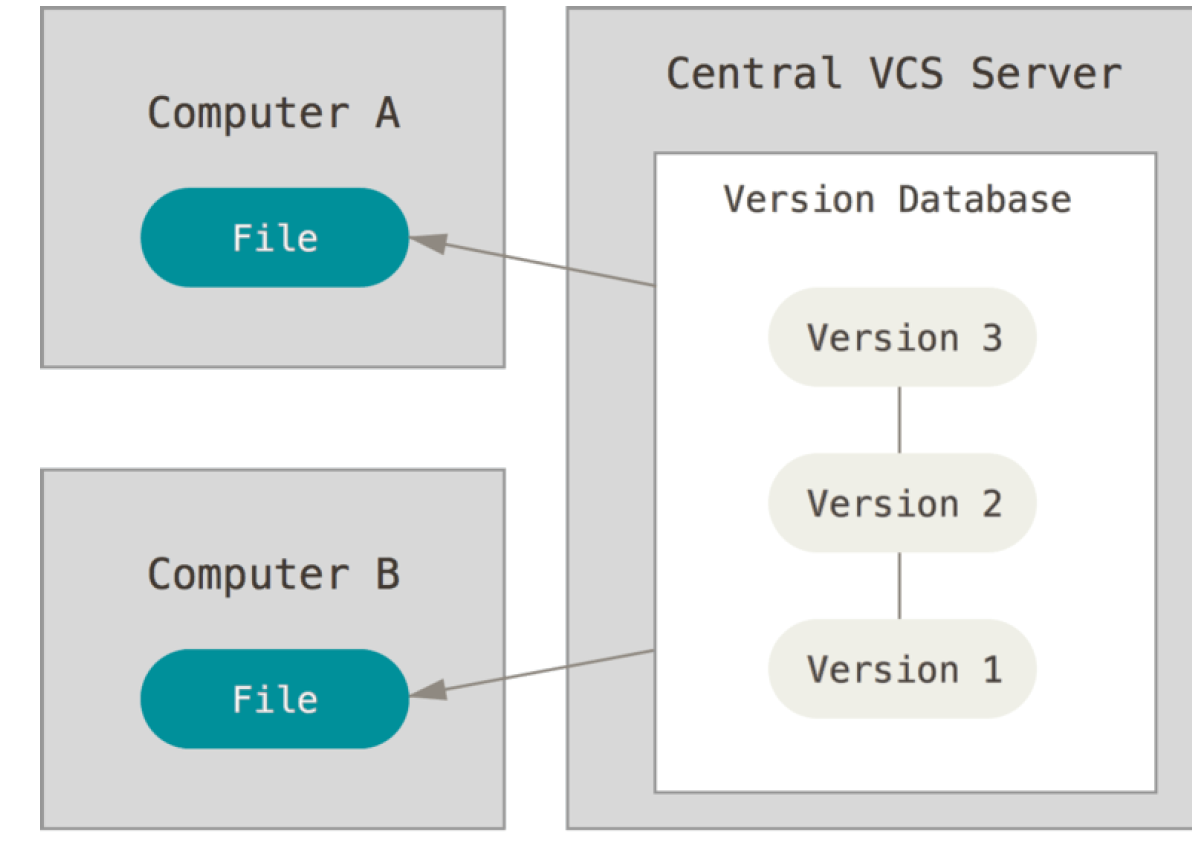 Computer A
File
Computer B
File
Central VCS Server
Version Database
Version 3
Version 2
Version 1